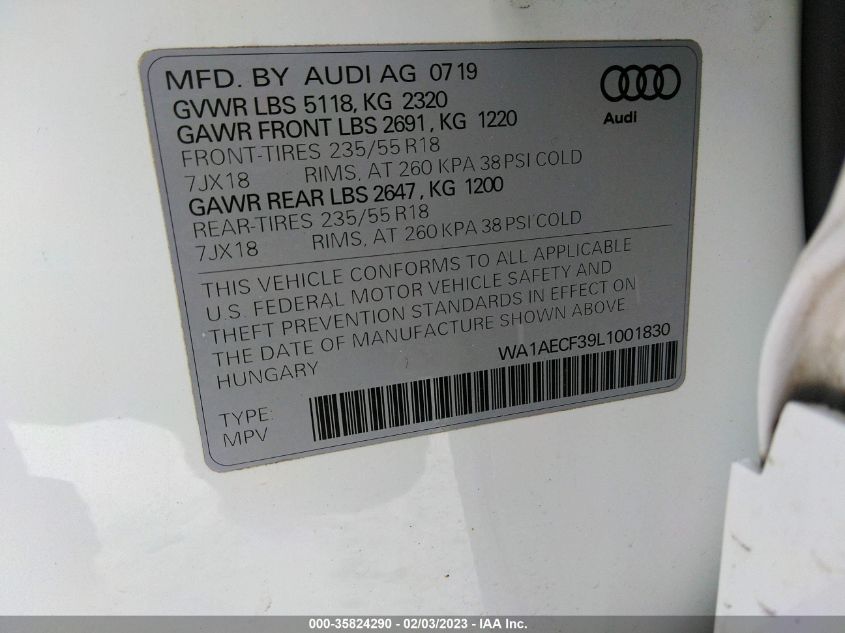 MFD. BY AUDI AG 07 19
GVWR LBS 5118, KG 2320
GAWR FRONT LBS 2691, KG 1220
FRONT-TIRES 235/55 R18
7JX18 RIMS, AT 260 KPA 38 PSI COLD
GAWR REAR LBS 2647, KG 1200
REAR-TIRES 235/55 R18
7JX18 RIMS, AT 260 KPA 38 PSI COLD
Audi
THIS VEHICLE CONFORMS TO ALL APPLICABLE
U.S. FEDERAL MOTOR VEHICLE SAFETY AND
THEFT PREVENTION STANDARDS IN EFFECT ON
THE DATE OF MANUFACTURE SHOWN ABOVE
HUNGARY WA1AECF39L1001830
TYPE:
MPV
000-35824290 - 02/03/2023 - IAA Inc.